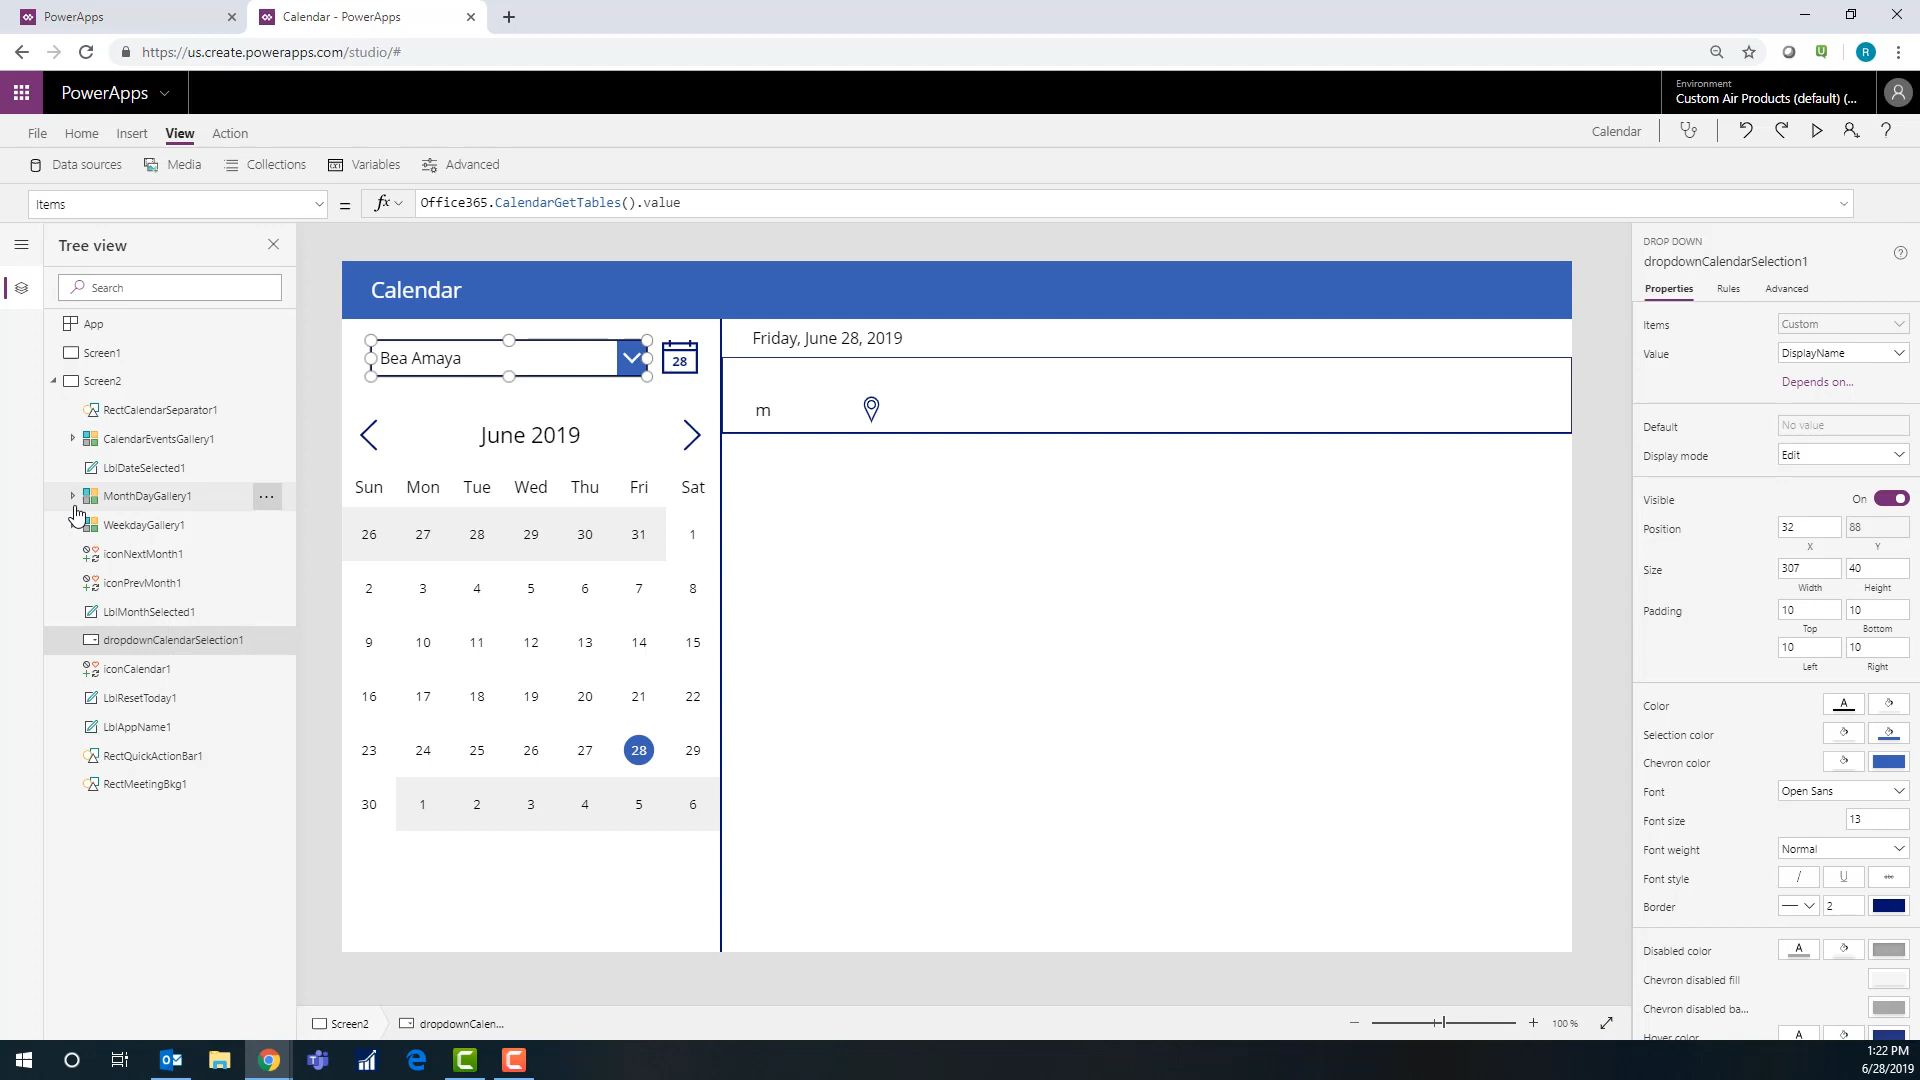 PowerApps
Calendar - PowerApps
https://us.create.powerapps.com/studio/#
R
PowerApps
Environment
Custom Air Products (default) (...
File Home Insert View Action
Calendar
?
Data sources Media Collections Variables Advanced
Items
=
fx
Office365.CalendarGetTables().value
Tree view
Search
App
Screen1
Screen2
RectCalendarSeparator1
CalendarEventsGallery1
LblDateSelected1
MonthDayGallery1
...
WeekdayGallery1
iconNextMonth1
iconPrevMonth1
LblMonthSelected1
dropdownCalendarSelection1
iconCalendar1
LblResetToday1
LblAppName1
RectQuickActionBar1
RectMeetingBkg1
Calendar
Bea Amaya
28
June 2019
Sun Mon Tue Wed Thu Fri Sat
26 27 28 29 30 31 1
2 3 4 5 6 7 8
9 10 11 12 13 14 15
16 17 18 19 20 21 22
23 24 25 26 27 28 29
30 1 2 3 4 5 6
Friday, June 28, 2019
m
Screen2
dropdownCalen...
100 %
DROP DOWN
dropdownCalendarSelection1
?
Properties Rules Advanced
Items Custom
Value DisplayName
Depends on...
Default No value
Display mode Edit
Visible On
Position 32 88
X Y
Size 307 40
Width Height
Padding 10 10
Top Bottom
10 10
Left Right
Color A
Selection color
Chevron color
Font Open Sans
Font size 13
Font weight Normal
Font style / U abc
Border 2
Disabled color A
Chevron disabled fill
Chevron disabled ba...
Hover color A
1:22 PM
6/28/2019